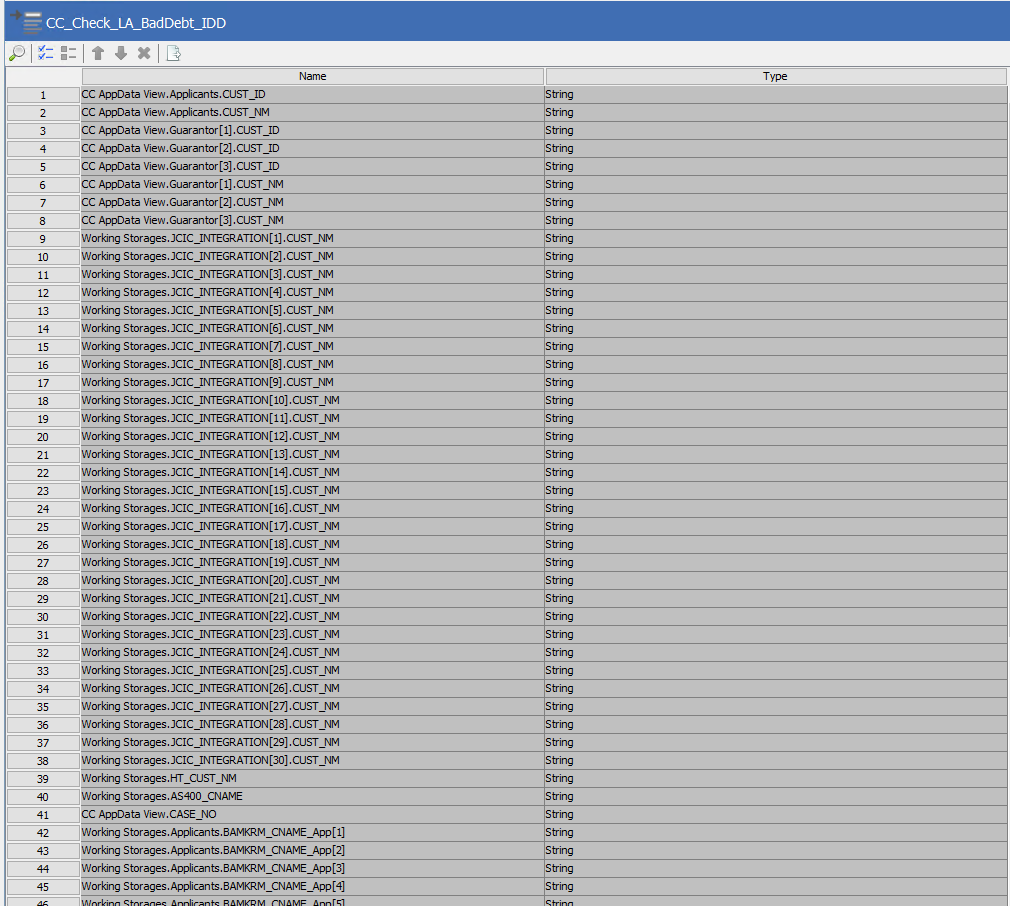 CC_Check_LA_BadDebt_IDD
Name Type
1 CC AppData View.Applicants.CUST_ID String
2 CC AppData View.Applicants.CUST_NM String
3 CC AppData View.Guarantor[1].CUST_ID String
4 CC AppData View.Guarantor[2].CUST_ID String
5 CC AppData View.Guarantor[3].CUST_ID String
6 CC AppData View.Guarantor[1].CUST_NM String
7 CC AppData View.Guarantor[2].CUST_NM String
8 CC AppData View.Guarantor[3].CUST_NM String
9 Working Storages.JCIC_INTEGRATION[1].CUST_NM String
10 Working Storages.JCIC_INTEGRATION[2].CUST_NM String
11 Working Storages.JCIC_INTEGRATION[3].CUST_NM String
12 Working Storages.JCIC_INTEGRATION[4].CUST_NM String
13 Working Storages.JCIC_INTEGRATION[5].CUST_NM String
14 Working Storages.JCIC_INTEGRATION[6].CUST_NM String
15 Working Storages.JCIC_INTEGRATION[7].CUST_NM String
16 Working Storages.JCIC_INTEGRATION[8].CUST_NM String
17 Working Storages.JCIC_INTEGRATION[9].CUST_NM String
18 Working Storages.JCIC_INTEGRATION[10].CUST_NM String
19 Working Storages.JCIC_INTEGRATION[11].CUST_NM String
20 Working Storages.JCIC_INTEGRATION[12].CUST_NM String
21 Working Storages.JCIC_INTEGRATION[13].CUST_NM String
22 Working Storages.JCIC_INTEGRATION[14].CUST_NM String
23 Working Storages.JCIC_INTEGRATION[15].CUST_NM String
24 Working Storages.JCIC_INTEGRATION[16].CUST_NM String
25 Working Storages.JCIC_INTEGRATION[17].CUST_NM String
26 Working Storages.JCIC_INTEGRATION[18].CUST_NM String
27 Working Storages.JCIC_INTEGRATION[19].CUST_NM String
28 Working Storages.JCIC_INTEGRATION[20].CUST_NM String
29 Working Storages.JCIC_INTEGRATION[21].CUST_NM String
30 Working Storages.JCIC_INTEGRATION[22].CUST_NM String
31 Working Storages.JCIC_INTEGRATION[23].CUST_NM String
32 Working Storages.JCIC_INTEGRATION[24].CUST_NM String
33 Working Storages.JCIC_INTEGRATION[25].CUST_NM String
34 Working Storages.JCIC_INTEGRATION[26].CUST_NM String
35 Working Storages.JCIC_INTEGRATION[27].CUST_NM String
36 Working Storages.JCIC_INTEGRATION[28].CUST_NM String
37 Working Storages.JCIC_INTEGRATION[29].CUST_NM String
38 Working Storages.JCIC_INTEGRATION[30].CUST_NM String
39 Working Storages.HT_CUST_NM String
40 Working Storages.AS400_CNAME String
41 CC AppData View.CASE_NO String
42 Working Storages.Applicants.BAMKRM_CNAME_App[1] String
43 Working Storages.Applicants.BAMKRM_CNAME_App[2] String
44 Working Storages.Applicants.BAMKRM_CNAME_App[3] String
45 Working Storages.Applicants.BAMKRM_CNAME_App[4] String
46 Working Storages.Applicants.BAMKRM_CNAME_App[5] String